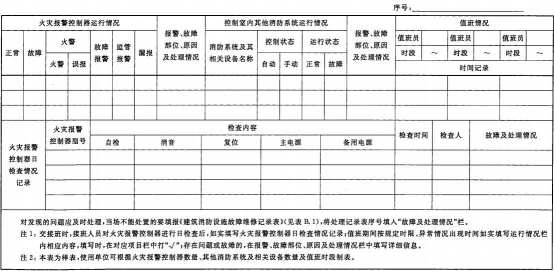 序号:
火灾报警控制器运行情况
报警、故障部位、原因及处理情况
控制室内其他消防系统运行情况
报警、故障部位、原因及处理情况
值班情况
正常
故障
火警
火警
误报
故障报警
监管报警
漏报
消防系统及其相关设备名称
控制状态
自动
手动
运行状态
正常
故障
值班员
值班员
值班员
时段
~
时段
~
时段
~
时间记录
火灾报警控制器日检查情况记录
火灾报警控制器型号
检查内容
自检
消音
复位
主电源
备用电源
检查时间
检查人
故障及处理情况
对发现的问题应及时处理,当场不能处置的要填报《建筑消防设施故障维修记录表》(见表 B.1),将处理记录表序号填入“故障及处理情况”栏。
注 1:交接班时,接班人员对火灾报警控制器进行日检查后,如实填写火灾报警控制器日检查情况记录;值班期间按规定时限、异常情况出现时间如实填写运行情况栏
内相应内容,填写时,在对应项目栏中打“√”;存在问题或故障的,在报警、故障部位、原因及处理情况栏中填写详细信息。
注 2:本表为样表,使用单位可根据火灾报警控制器数量、其他消防系统及相关设备数量及值班时段制表。